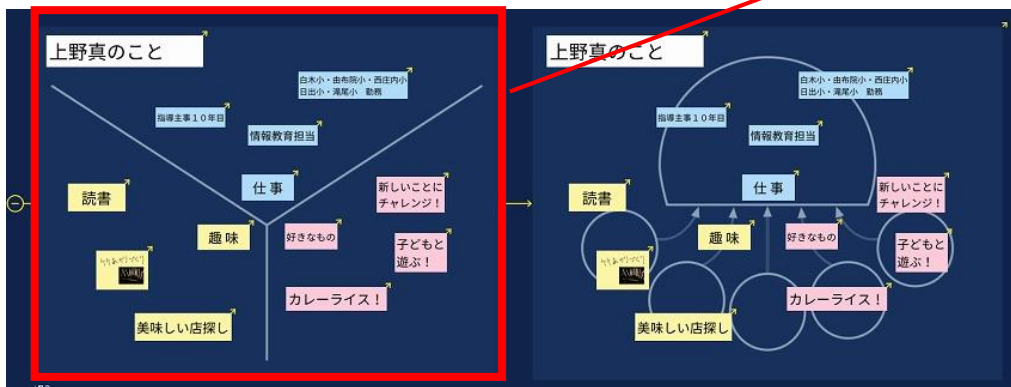 上野真のこと
白木小・由布院小・西庄内小
日出小・滝尾小 勤務
指導主事10年目
情報教育担当
仕事
読書
趣味
美味しい店探し
新しいことに
チャレンジ!
好きなもの
子どもと
遊ぶ!
カレーライス!
上野真のこと
白木小・由布院小・西庄内小
日出小・滝尾小 勤務
指導主事10年目
情報教育担当
仕事
読書
趣味
美味しい店探し
新しいことに
チャレンジ!
好きなもの
子どもと
遊ぶ!
カレーライス!